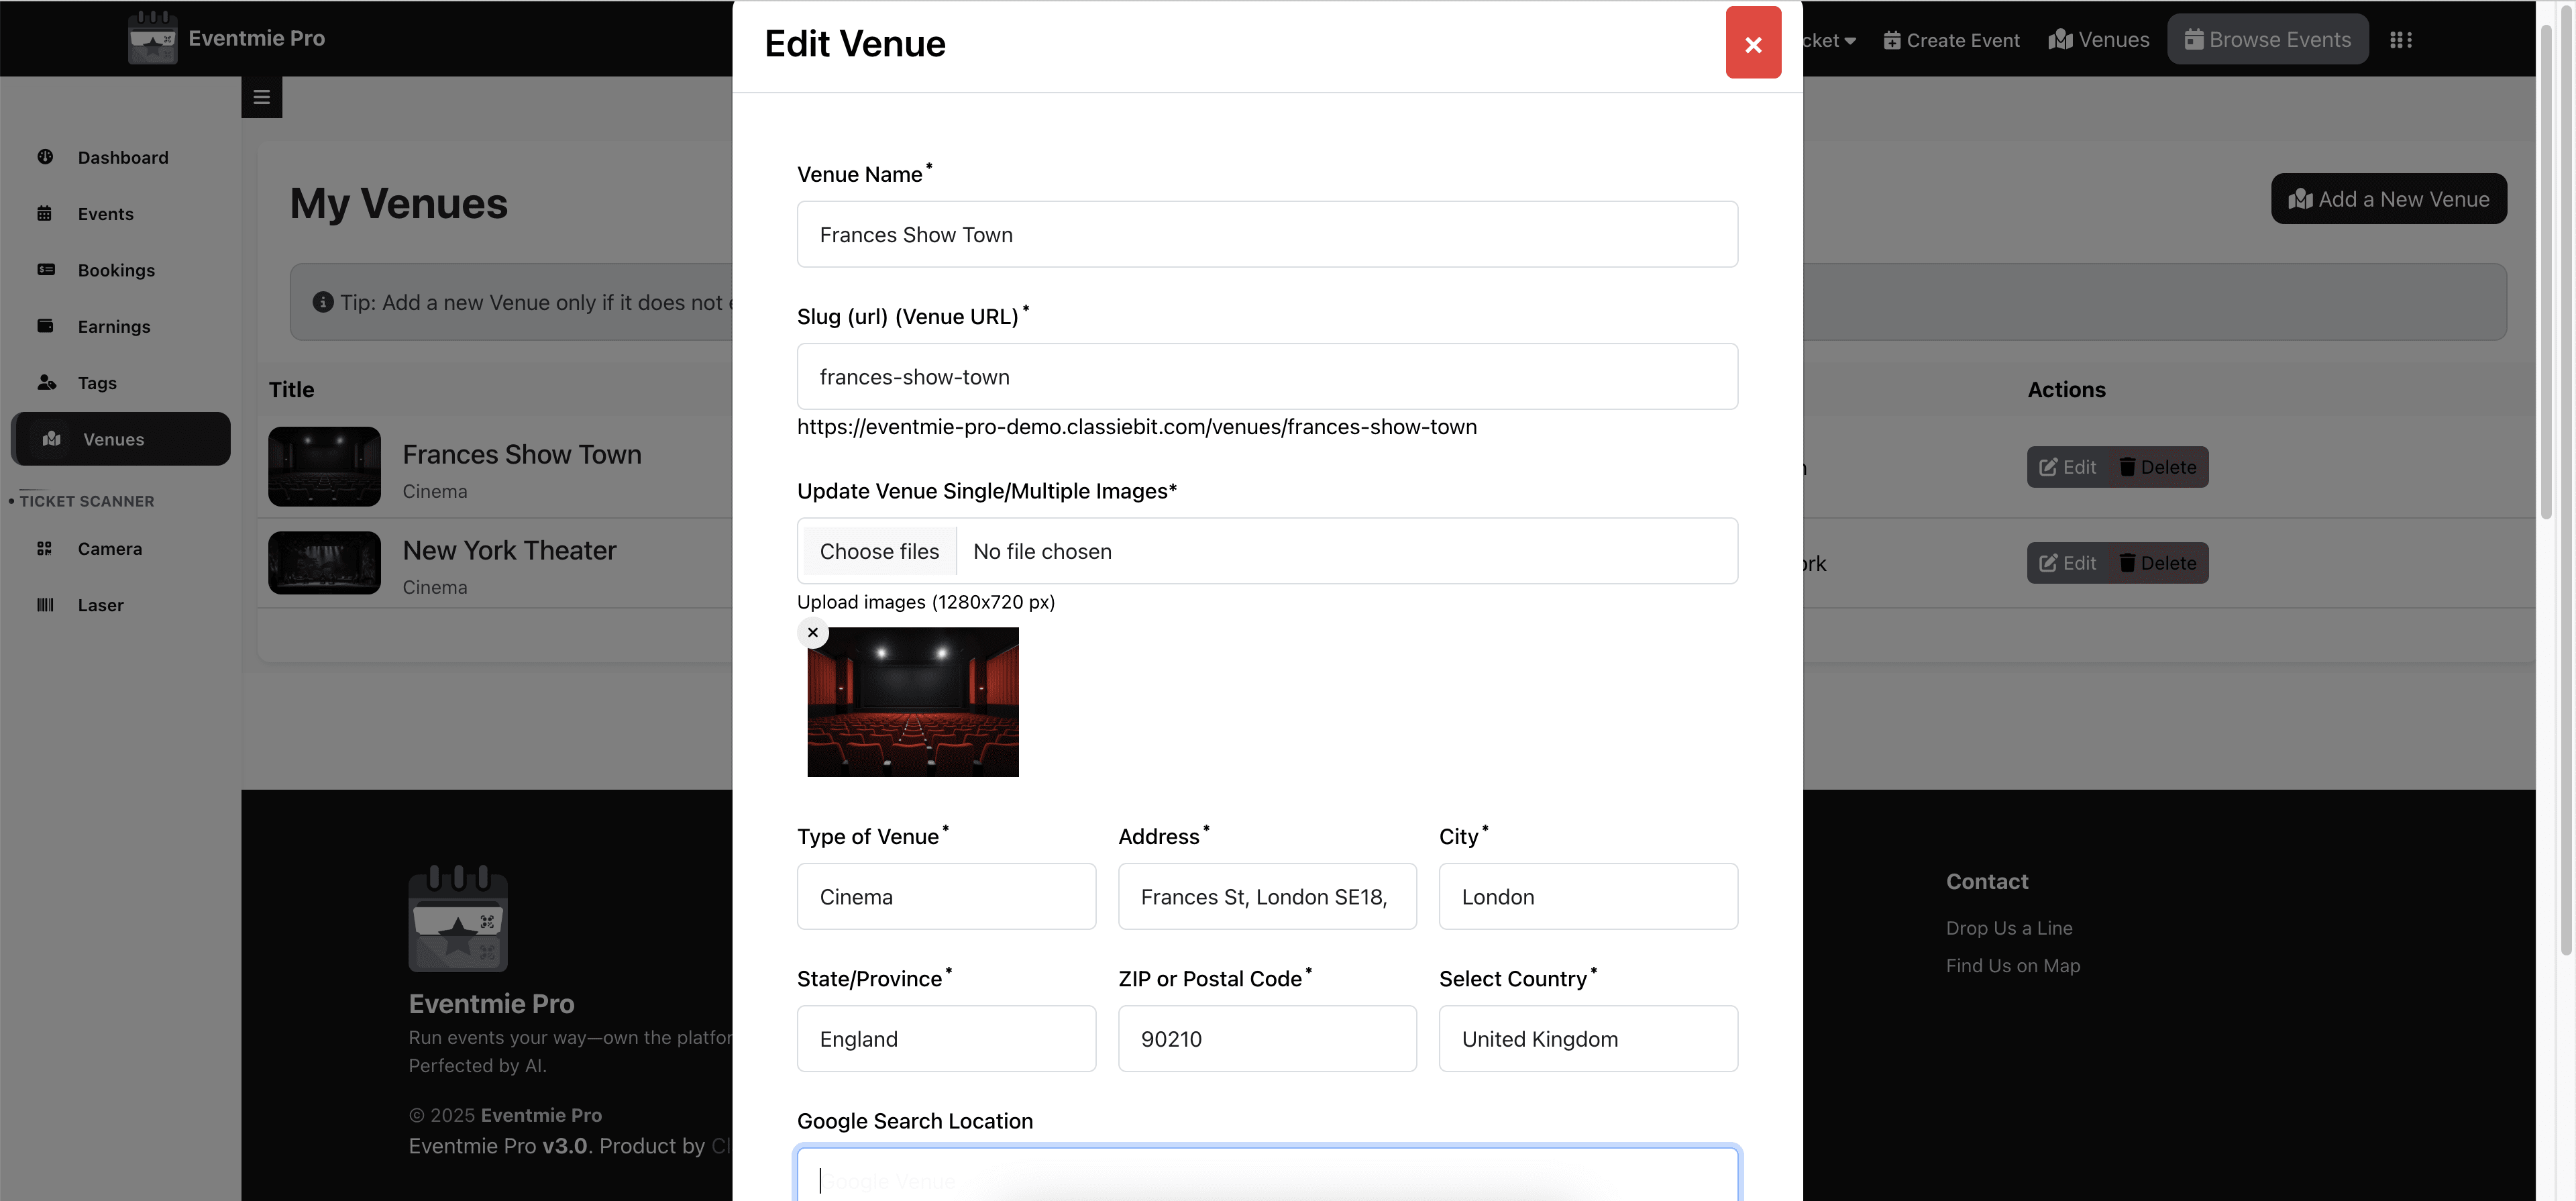 Eventmie Pro
Edit Venue
cket
Create Event
Venues
Browse Events
Dashboard
Events
Bookings
Earnings
Tags
Venues
• TICKET SCANNER
Camera
Laser
My Venues
Add a New Venue
Tip: Add a new Venue only if it does not
Title
Actions
Frances Show Town
Cinema
Edit
Delete
New York Theater
Cinema
ork
Edit
Delete
Venue Name*
Frances Show Town
Slug (url) (Venue URL)*
frances-show-town
https://eventmie-pro-demo.classiebit.com/venues/frances-show-town
Update Venue Single/Multiple Images*
Choose files
No file chosen
Upload images (1280x720 px)
Type of Venue*
Address*
City*
Cinema
Frances St, London SE18,
London
State/Province*
ZIP or Postal Code*
Select Country*
England
90210
United Kingdom
Google Search Location
Google Venue
Eventmie Pro
Run events your way—own the platfor
Perfected by AI.
© 2025 Eventmie Pro
Eventmie Pro v3.0. Product by Cl
Contact
Drop Us a Line
Find Us on Map